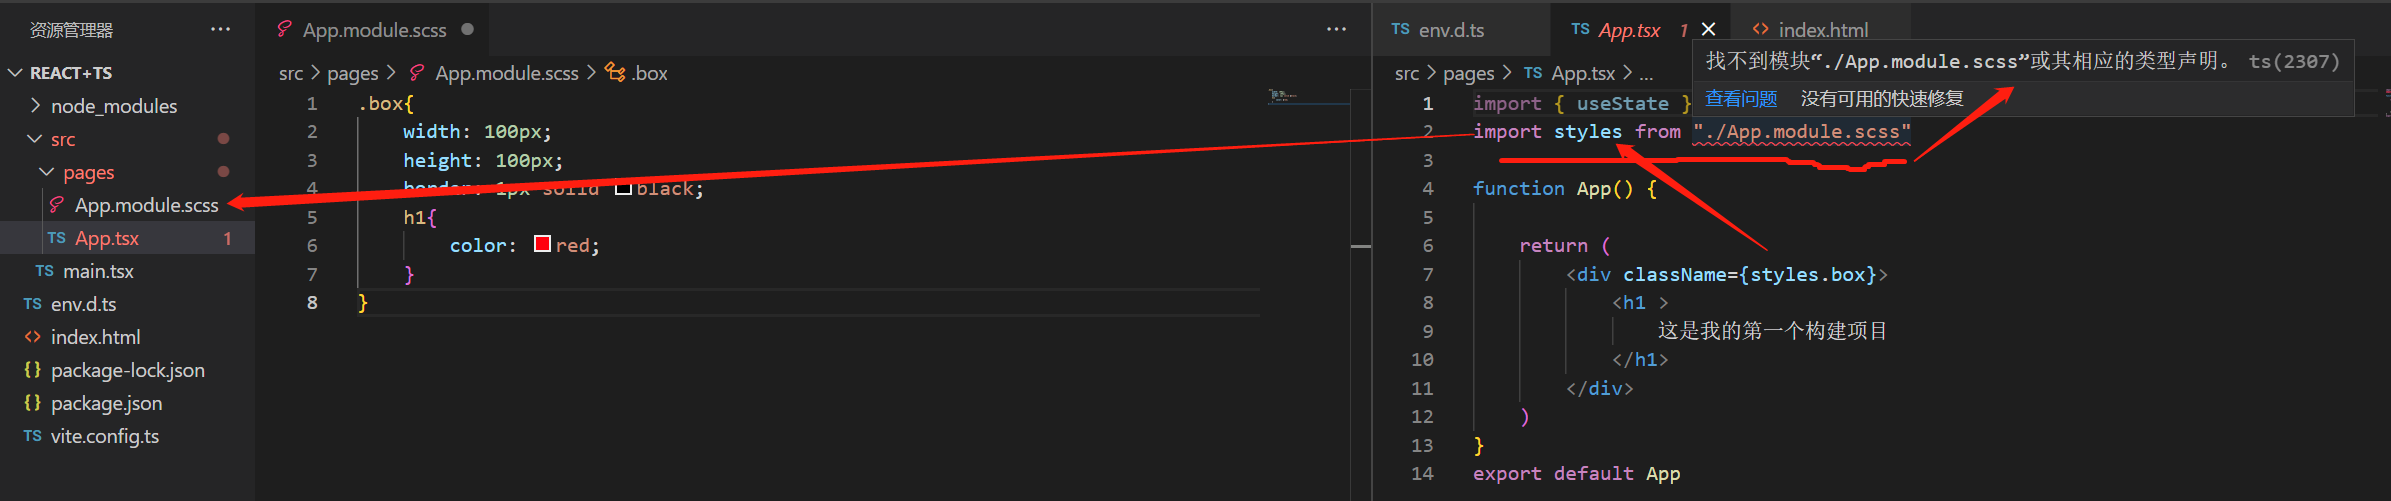 资源管理器 ···
REACT+TS
node_modules
src
pages
App.module.scss
TS App.tsx 1
TS main.tsx
TS env.d.ts
<> index.html
{} package-lock.json
{} package.json
TS vite.config.ts
App.module.scss ● ···
src > pages > App.module.scss > .box
1 .box{
2 width: 100px;
3 height: 100px;
4 border: 1px solid black;
5 h1{
6 color: red;
7 }
8 }
TS env.d.ts TS App.tsx 1 × <> index.html
src > pages > TS App.tsx > ...
找不到模块“./App.module.scss”或其相应的类型声明。 ts(2307)
查看问题 没有可用的快速修复
1 import { useState }
2 import styles from "./App.module.scss"
3
4 function App() {
5
6 return (
7 <div className={styles.box}>
8 <h1 >
9 这是我的第一个构建项目
10 </h1>
11 </div>
12 )
13 }
14 export default App